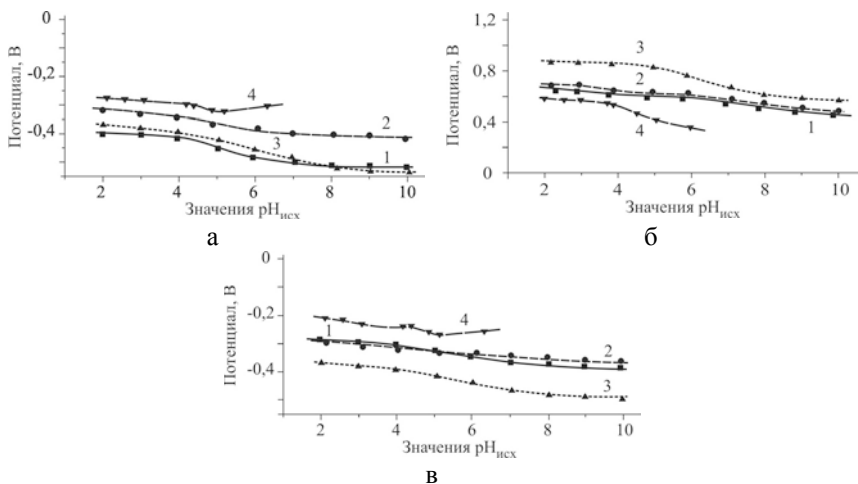 0
-0,2
-0,4
Потенциал, В
4
2
3
1
2 4 6 8 10
Значения pHисх
а
1,2
0,8
0,4
0
Потенциал, В
3
2
1
4
2 4 6 8 10
Значения pHисх
б
0
-0,2
-0,4
Потенциал, В
4
1
2
3
2 4 6 8 10
Значения pHисх
в